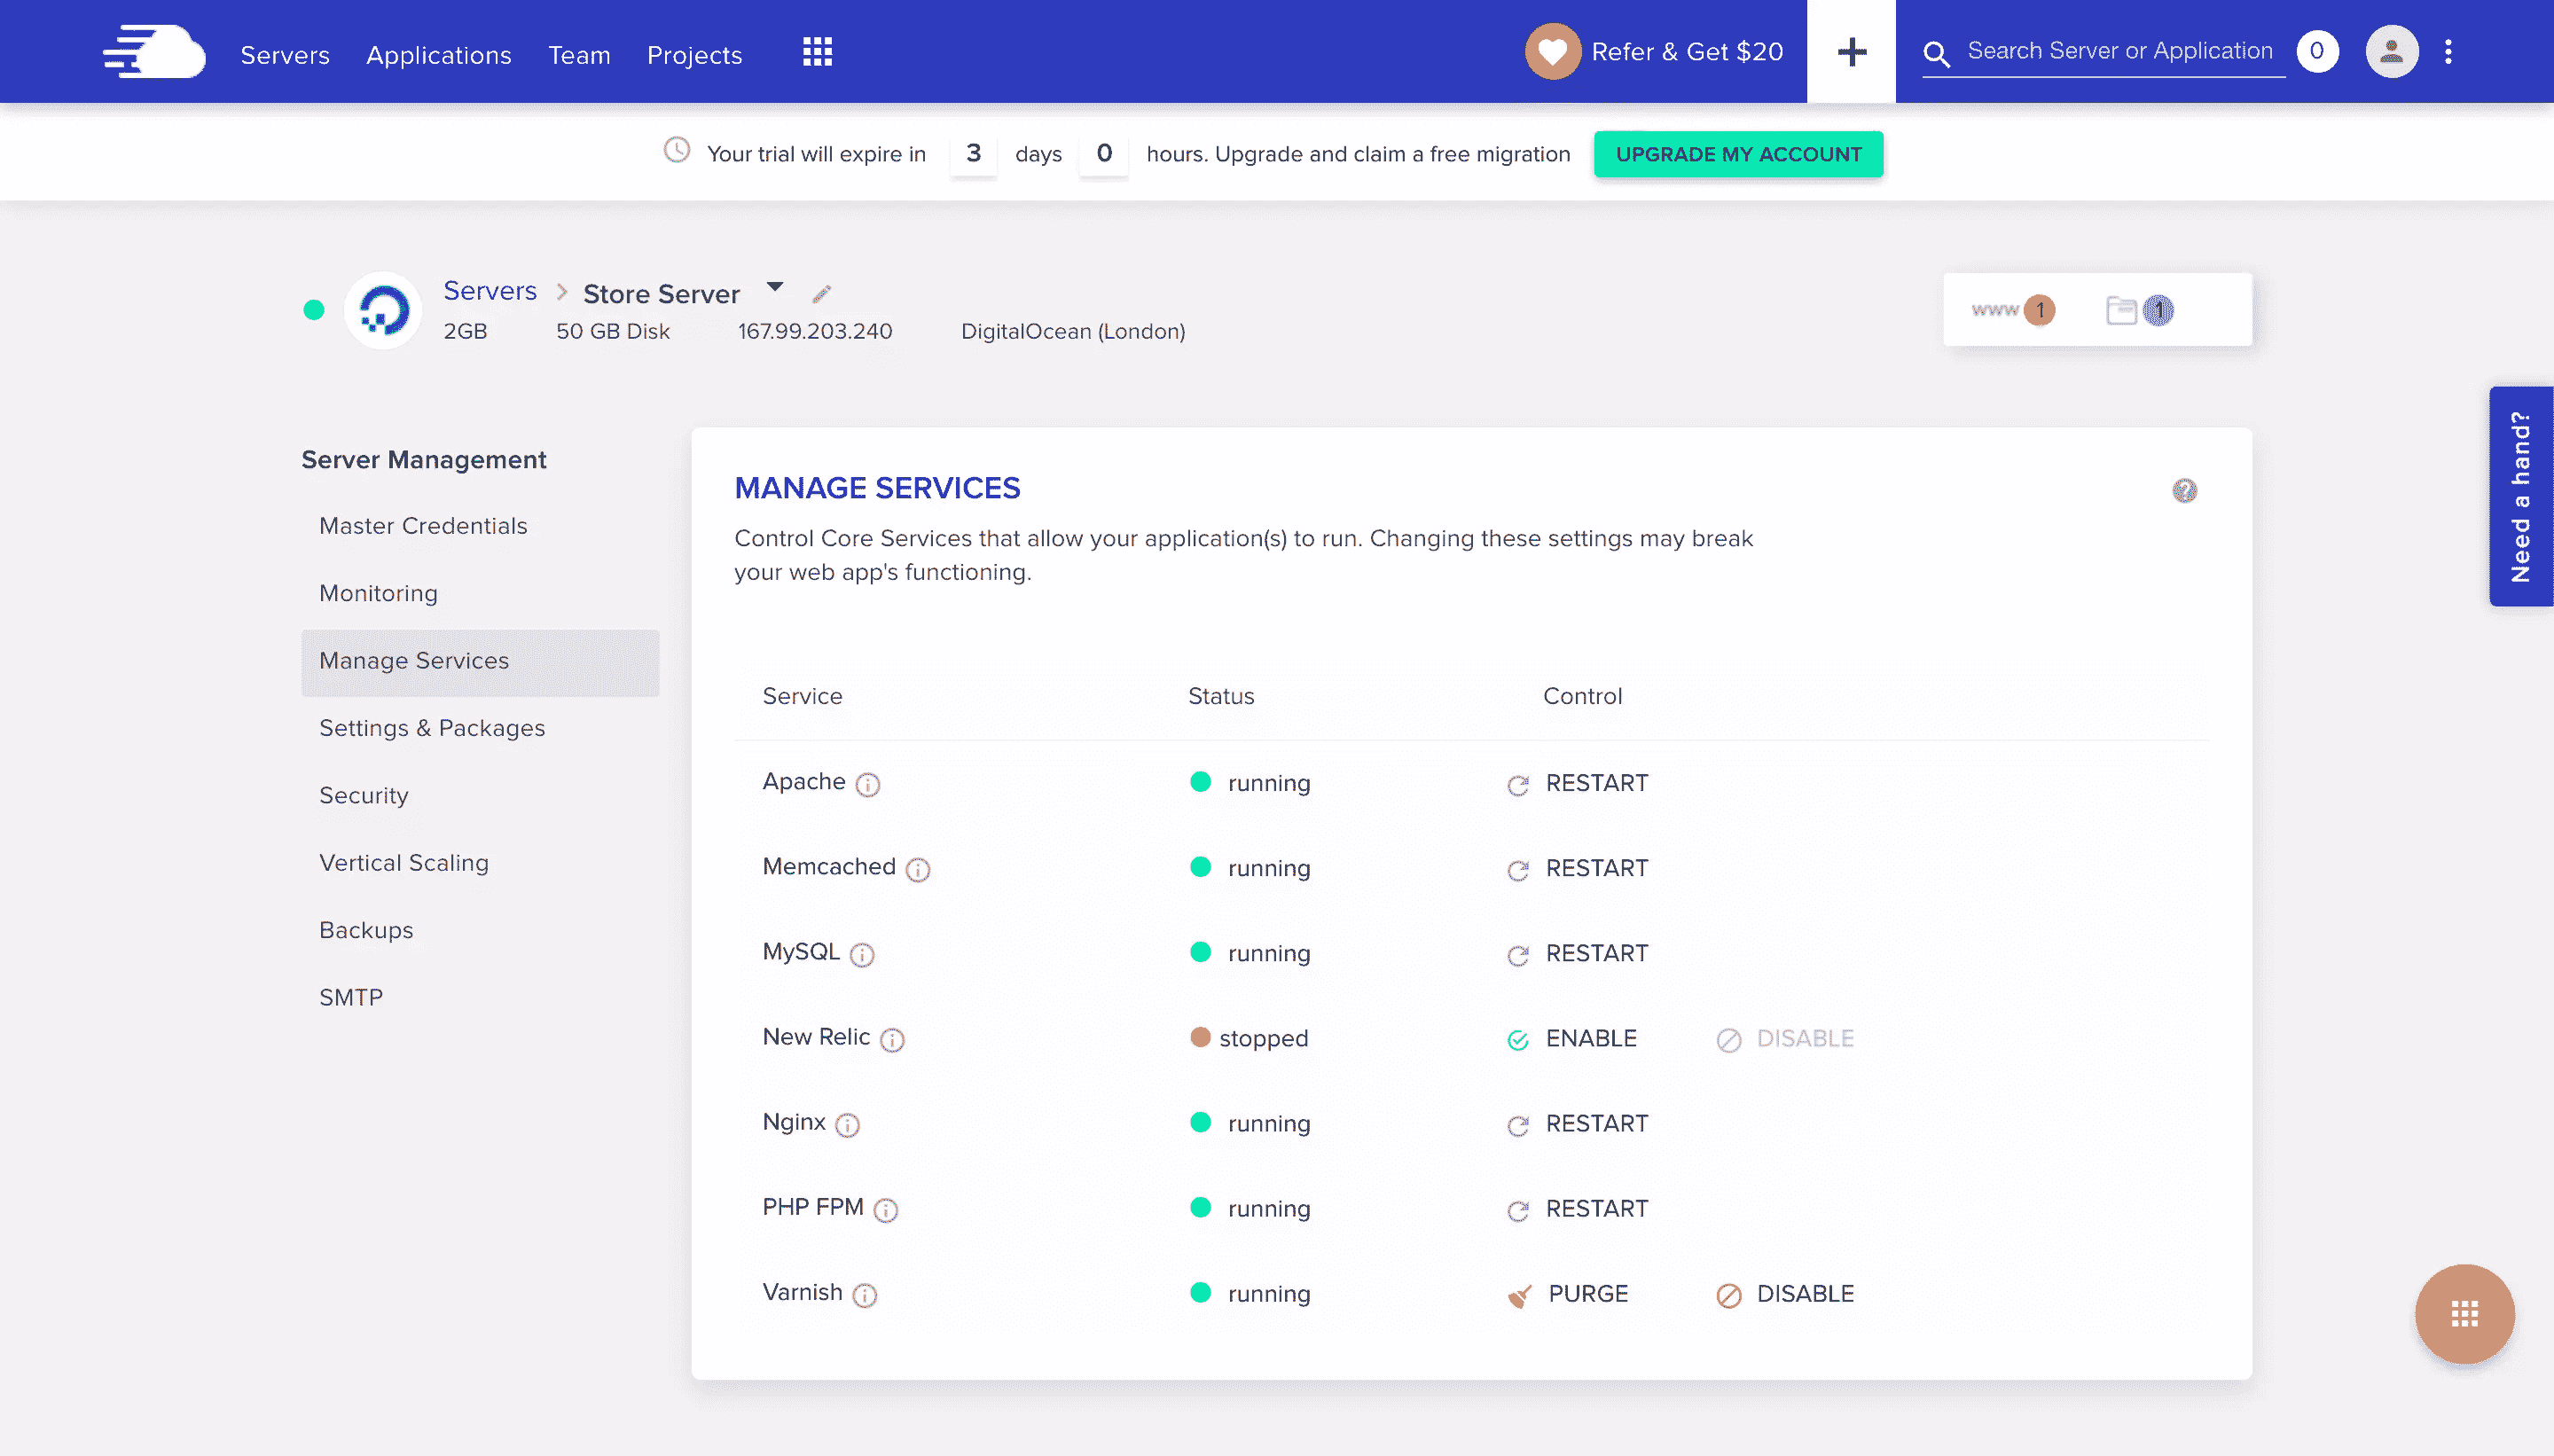 Servers Applications Team Projects Refer & Get $20 + Search Server or Application 0
Your trial will expire in 3 days 0 hours. Upgrade and claim a free migration UPGRADE MY ACCOUNT
Servers > Store Server
2GB 50 GB Disk 167.99.203.240 DigitalOcean (London)
www 1 1
Need a hand?
Server Management
Master Credentials
Monitoring
Manage Services
Settings & Packages
Security
Vertical Scaling
Backups
SMTP
MANAGE SERVICES
Control Core Services that allow your application(s) to run. Changing these settings may break
your web app's functioning.
Service Status Control
Apache running RESTART
Memcached running RESTART
MySQL running RESTART
New Relic stopped ENABLE DISABLE
Nginx running RESTART
PHP FPM running RESTART
Varnish running PURGE DISABLE